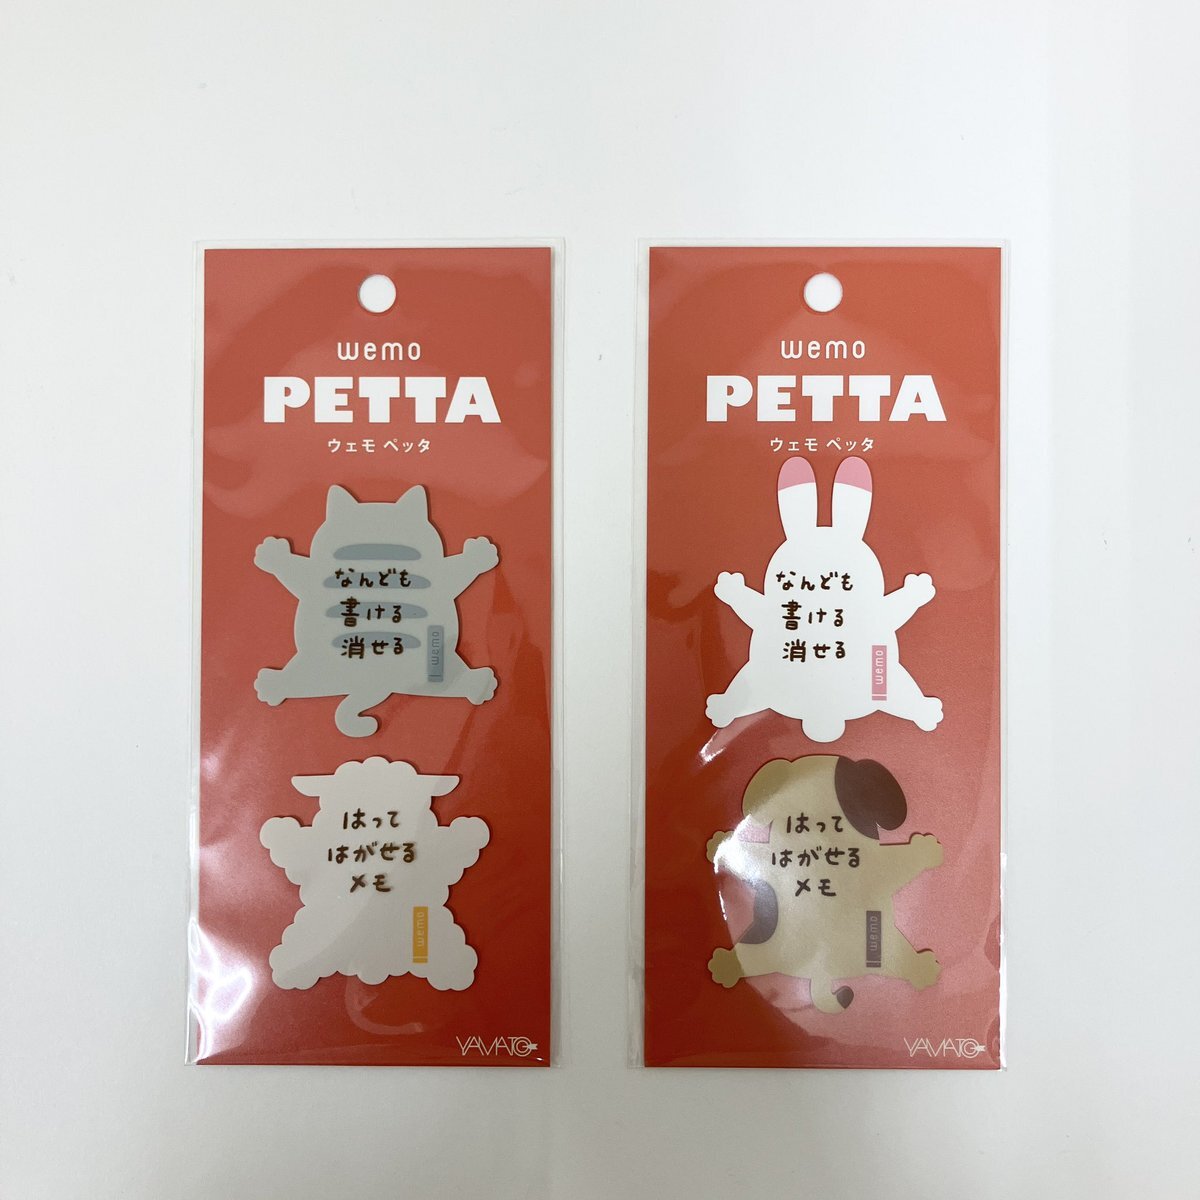 wemo
PETTA
ウェモ ペッタ
なんども
書ける
消せる
wemo
はって
はがせる
メモ
wemo
YAMATO
wemo
PETTA
ウェモ ペッタ
なんども
書ける
消せる
wemo
はって
はがせる
メモ
wemo
YAMATO